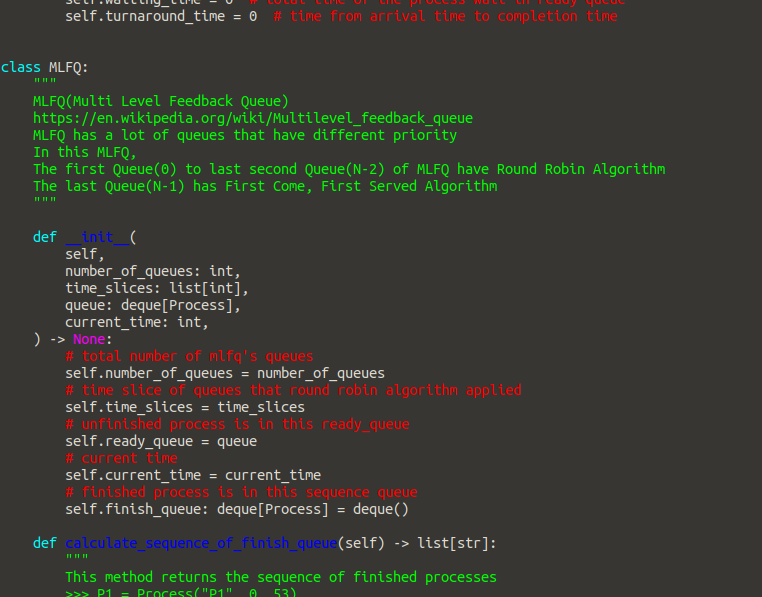 self.waiting_time = 0  # total time of the process wait in ready queue
self.turnaround_time = 0  # time from arrival time to completion time
class MLFQ:
"""
MLFQ(Multi Level Feedback Queue)
https://en.wikipedia.org/wiki/Multilevel_feedback_queue
MLFQ has a lot of queues that have different priority
In this MLFQ,
The first Queue(0) to last second Queue(N-2) of MLFQ have Round Robin Algorithm
The last Queue(N-1) has First Come, First Served Algorithm
"""
def __init__(
self,
number_of_queues: int,
time_slices: list[int],
queue: deque[Process],
current_time: int,
) -> None:
# total number of mlfq's queues
self.number_of_queues = number_of_queues
# time slice of queues that round robin algorithm applied
self.time_slices = time_slices
# unfinished process is in this ready_queue
self.ready_queue = queue
# current time
self.current_time = current_time
# finished process is in this sequence queue
self.finish_queue: deque[Process] = deque()
def calculate_sequence_of_finish_queue(self) -> list[str]:
"""
This method returns the sequence of finished processes
>>> P1 = Process("P1", 0, 53)